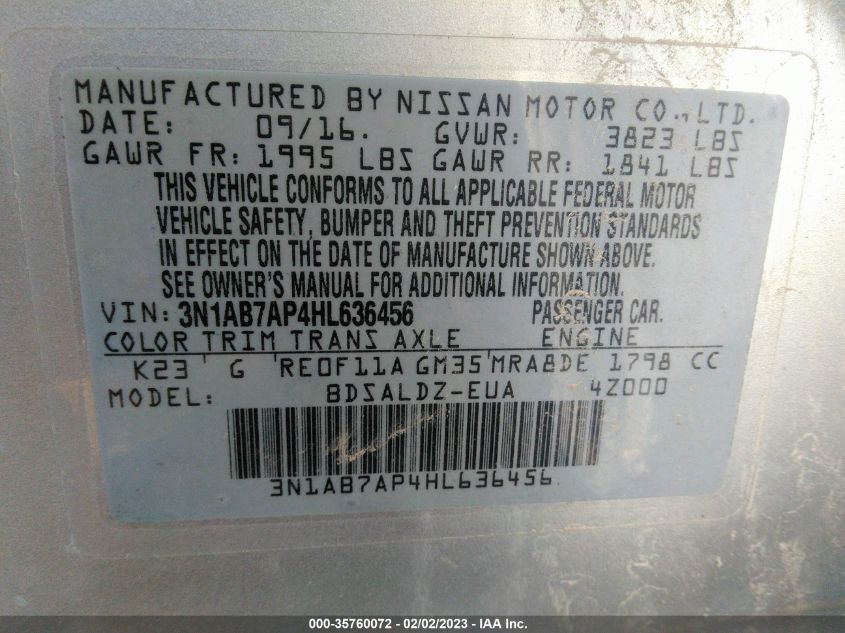 MANUFACTURED BY NISSAN MOTOR CO., LTD.
DATE: 09/16. GVWR: 3823 LBS
GAWR FR: 1995 LBS GAWR RR: 1841 LBS
THIS VEHICLE CONFORMS TO ALL APPLICABLE FEDERAL MOTOR
VEHICLE SAFETY, BUMPER AND THEFT PREVENTION STANDARDS
IN EFFECT ON THE DATE OF MANUFACTURE SHOWN ABOVE.
SEE OWNER'S MANUAL FOR ADDITIONAL INFORMATION.
VIN: 3N1AB7AP4HL636456 PASSENGER CAR.
COLOR TRIM TRANS AXLE ENGINE
K23 G RE0F11A GM35 MRA8DE 1798 CC
MODEL: BDSALDZ-EUA 4Z000
3N1AB7AP4HL636456
000-35760072 - 02/02/2023 - IAA Inc.